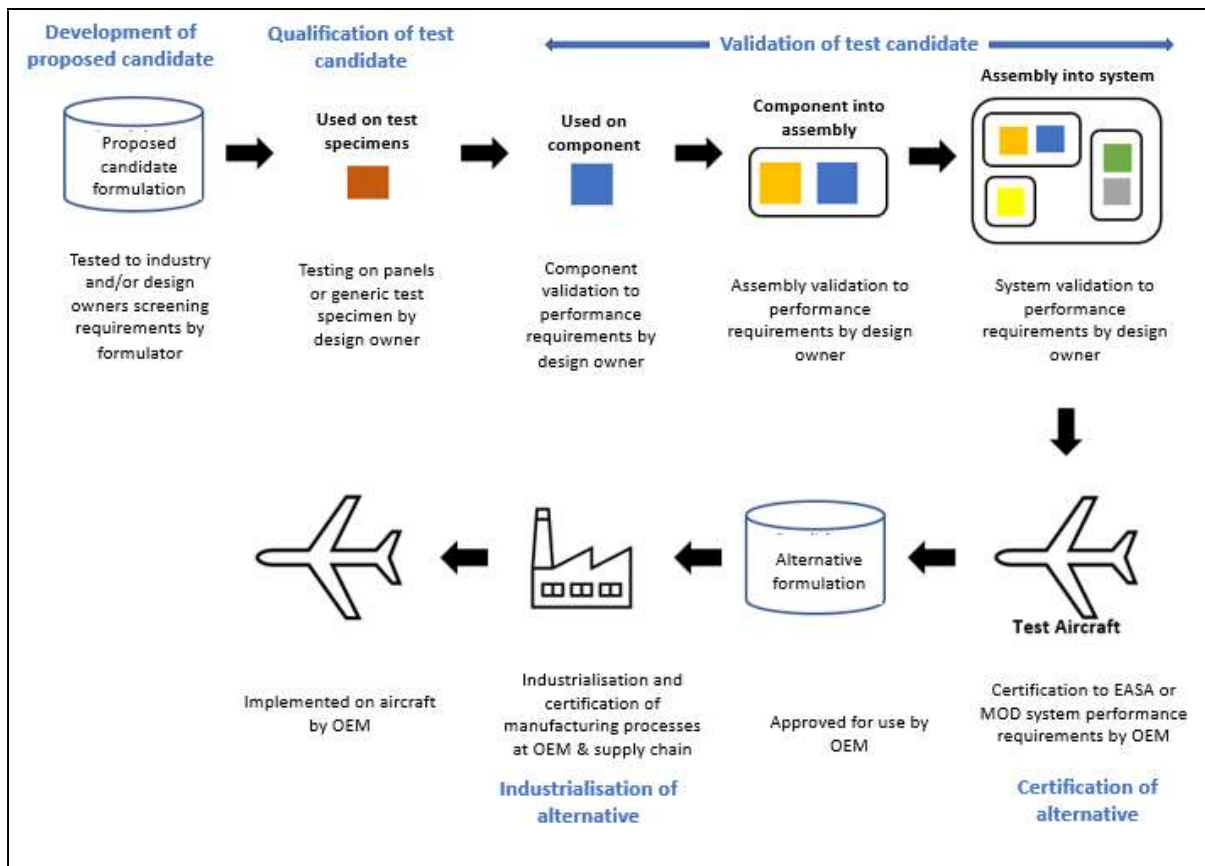 Development of
proposed candidate
Qualification of test
candidate
Validation of test candidate
Proposed
candidate
formulation
Used on test
specimens
Used on
component
Component into
assembly
Assembly into system
Tested to industry
and/or design
owners screening
requirements by
formulator
Testing on panels
or generic test
specimen by
design owner
Component
validation to
performance
requirements by
design owner
Assembly validation to
performance
requirements by design
owner
System validation to
performance
requirements by design
owner
Alternative
formulation
Test Aircraft
Implemented on aircraft
by OEM
Industrialisation and
certification of
manufacturing processes
at OEM & supply chain
Approved for use by
OEM
Certification to EASA or
MOD system performance
requirements by OEM
Industrialisation of
alternative
Certification of
alternative